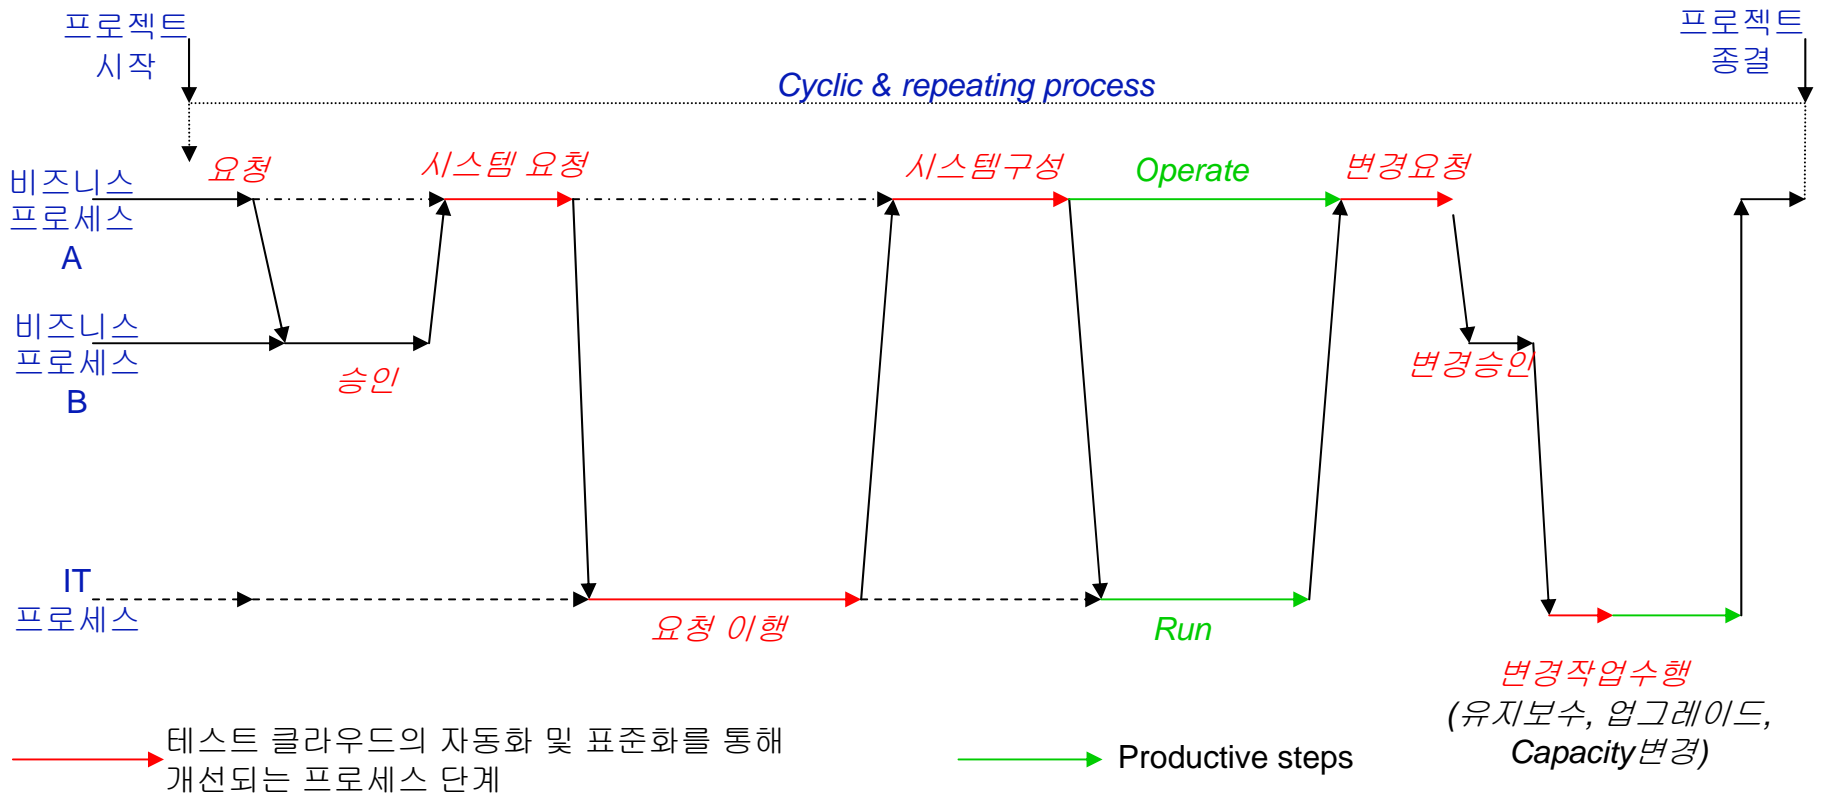 프로젝트
시작
프로젝트
종결
Cyclic & repeating process
요청
시스템 요청
시스템구성
Operate
변경요청
비즈니스
프로세스
A
비즈니스
프로세스
B
승인
변경승인
IT
프로세스
요청 이행
Run
변경작업수행
(유지보수, 업그레이드,
Capacity변경)
테스트 클라우드의 자동화 및 표준화를 통해
개선되는 프로세스 단계
Productive steps